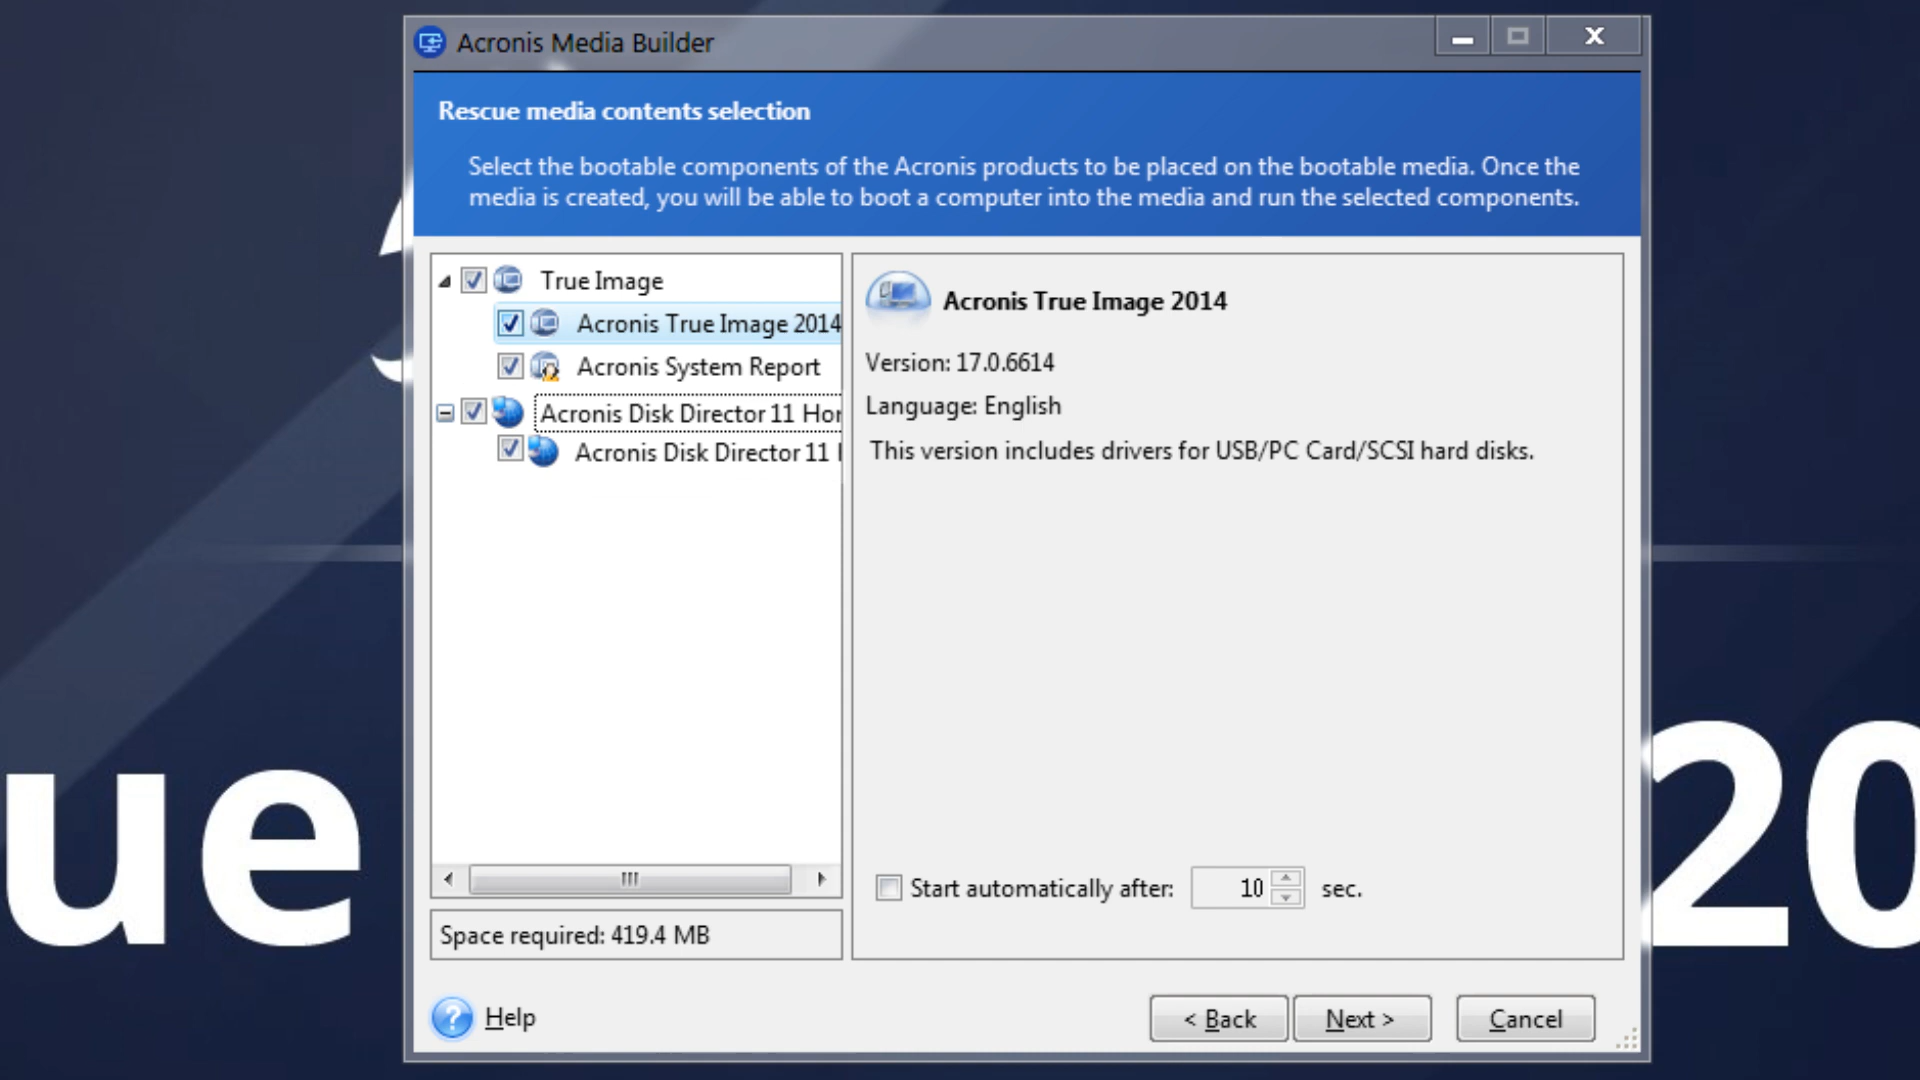 Acronis Media Builder
Rescue media contents selection
Select the bootable components of the Acronis products to be placed on the bootable media. Once the
media is created, you will be able to boot a computer into the media and run the selected components.
True Image
Acronis True Image 2014
Acronis System Report
Acronis Disk Director 11
Acronis Disk Director 11
Space required: 419.4 MB
Acronis True Image 2014
Version: 17.0.6614
Language: English
This version includes drivers for USB/PC Card/SCSI hard disks.
Start automatically after: 10 sec.
ue
20
Help
< Back
Next >
Cancel